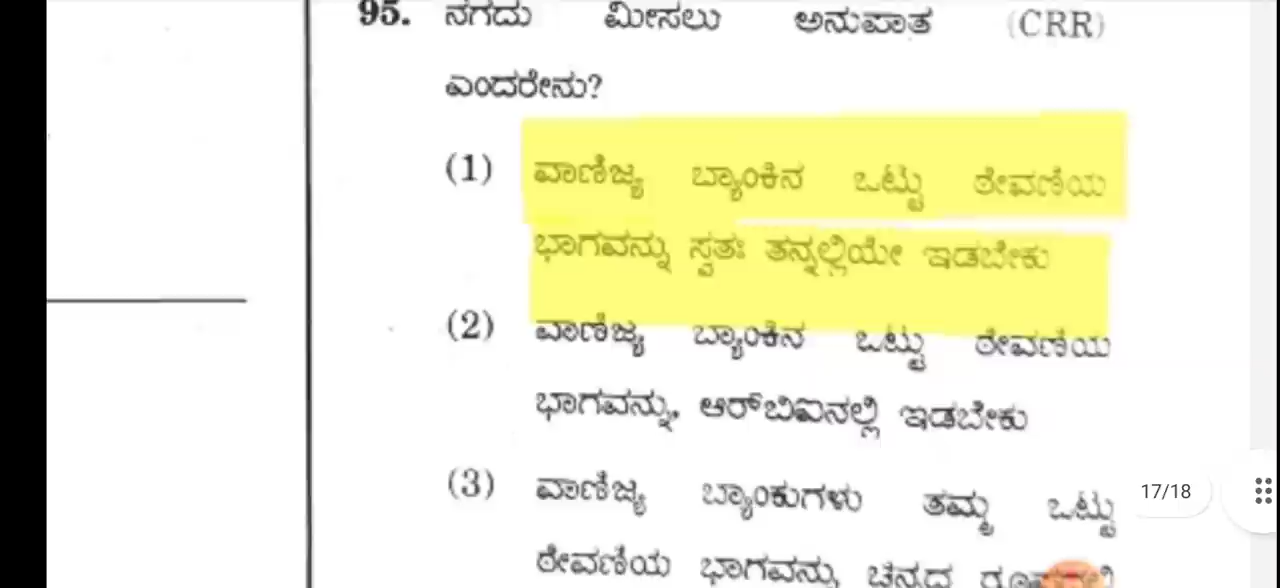 95. ನಗದು ಮೀಸಲು ಅನುಪಾತ (CRR)
ಎಂದರೇನು?
(1) ವಾಣಿಜ್ಯ ಬ್ಯಾಂಕಿನ ಒಟ್ಟು ಠೇವಣಿಯ
ಭಾಗವನ್ನು ಸ್ವತಃ ತನ್ನಲ್ಲಿಯೇ ಇಡಬೇಕು
(2) ವಾಣಿಜ್ಯ ಬ್ಯಾಂಕಿನ ಒಟ್ಟು ಠೇವಣಿಯ
ಭಾಗವನ್ನು ಆರ್‌ಬಿಐನಲ್ಲಿ ಇಡಬೇಕು
(3) ವಾಣಿಜ್ಯ ಬ್ಯಾಂಕುಗಳು ತಮ್ಮ ಒಟ್ಟು
17/18
ಠೇವಣಿಯ ಭಾಗವನ್ನು ಚಿನ್ನದ